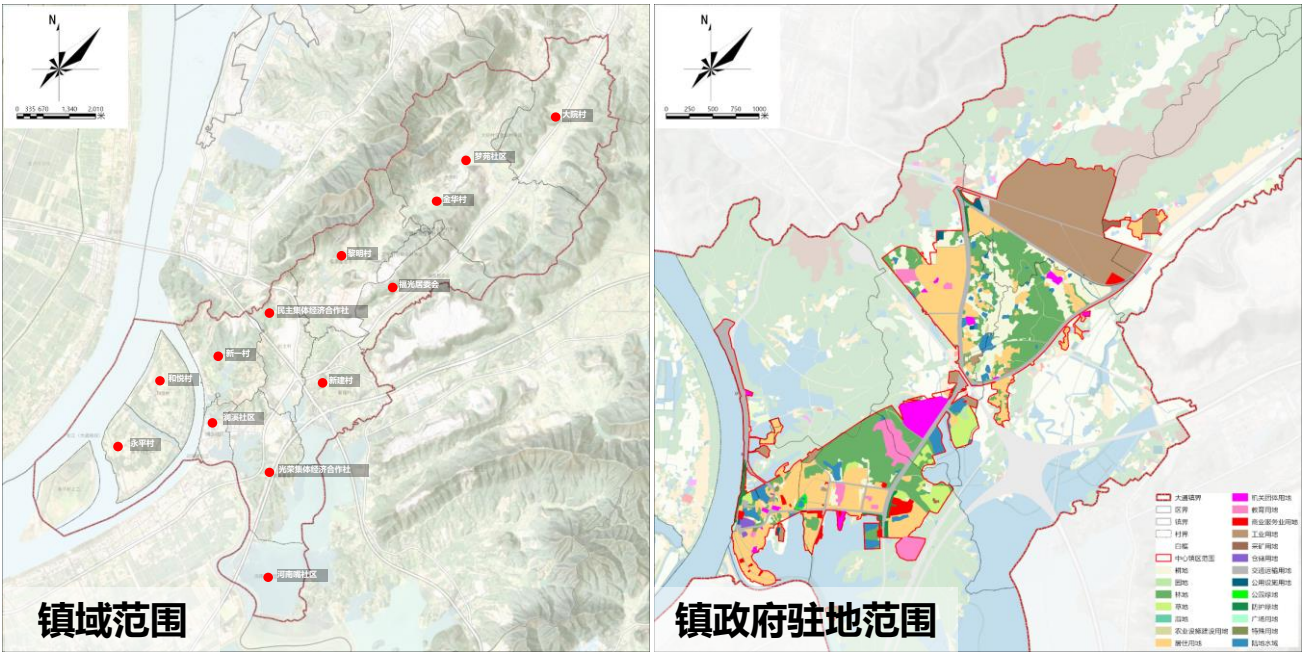 N
0 335 670 1,340 2,010
米
大院村
梦苑社区
金华村
黎明村
福光居委会
民主集体经济合作社
新一村
和悦村
新建村
澜溪社区
永平村
光荣集体经济合作社
河南嘴社区
镇域范围
N
0 250 500 750 1000
米
大通镇界
区界
镇界
村界
中心镇区范围
耕地
园地
林地
草地
湿地
农业设施建设用地
居住用地
机关团体用地
教育用地
商业服务业用地
工业用地
采矿用地
仓储用地
交通运输用地
公用设施用地
公园绿地
防护绿地
广场用地
特殊用地
陆地水域
镇政府驻地范围